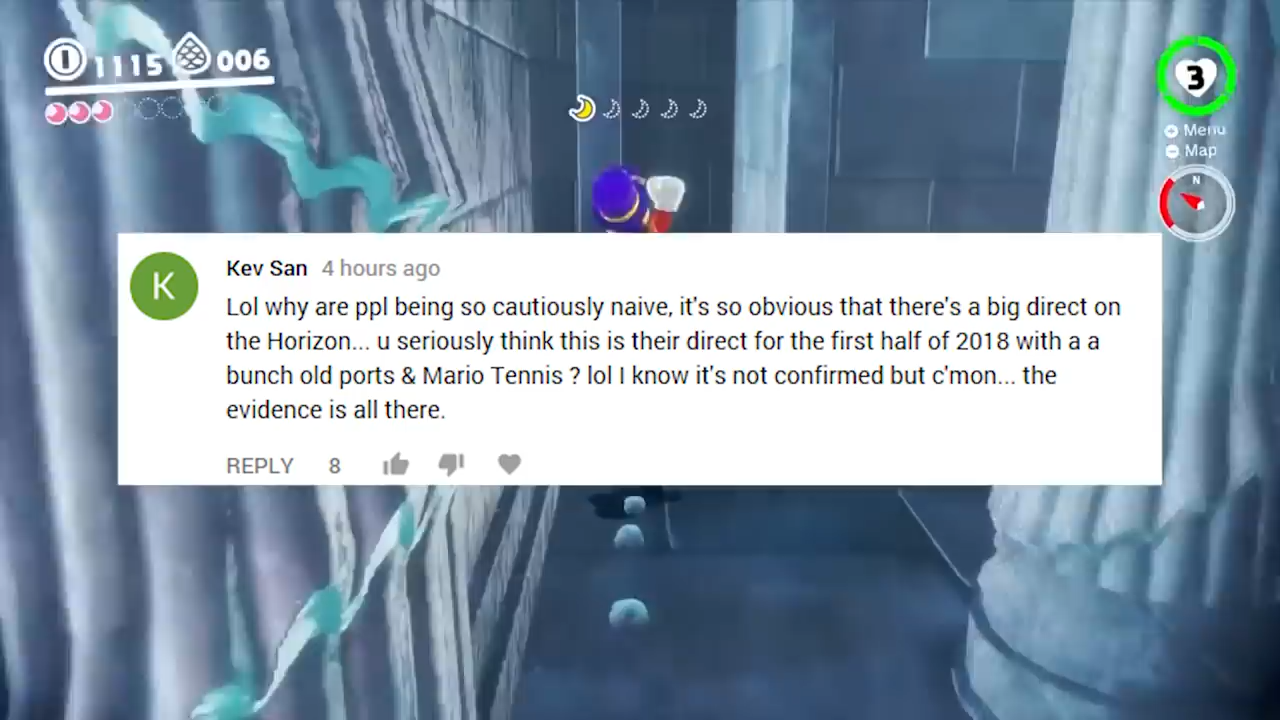 1115 006
3
Menu
Map
N
K
Kev San 4 hours ago
Lol why are ppl being so cautiously naive, it's so obvious that there's a big direct on
the Horizon... u seriously think this is their direct for the first half of 2018 with a a
bunch old ports & Mario Tennis ? lol I know it's not confirmed but c'mon... the
evidence is all there.
REPLY 8